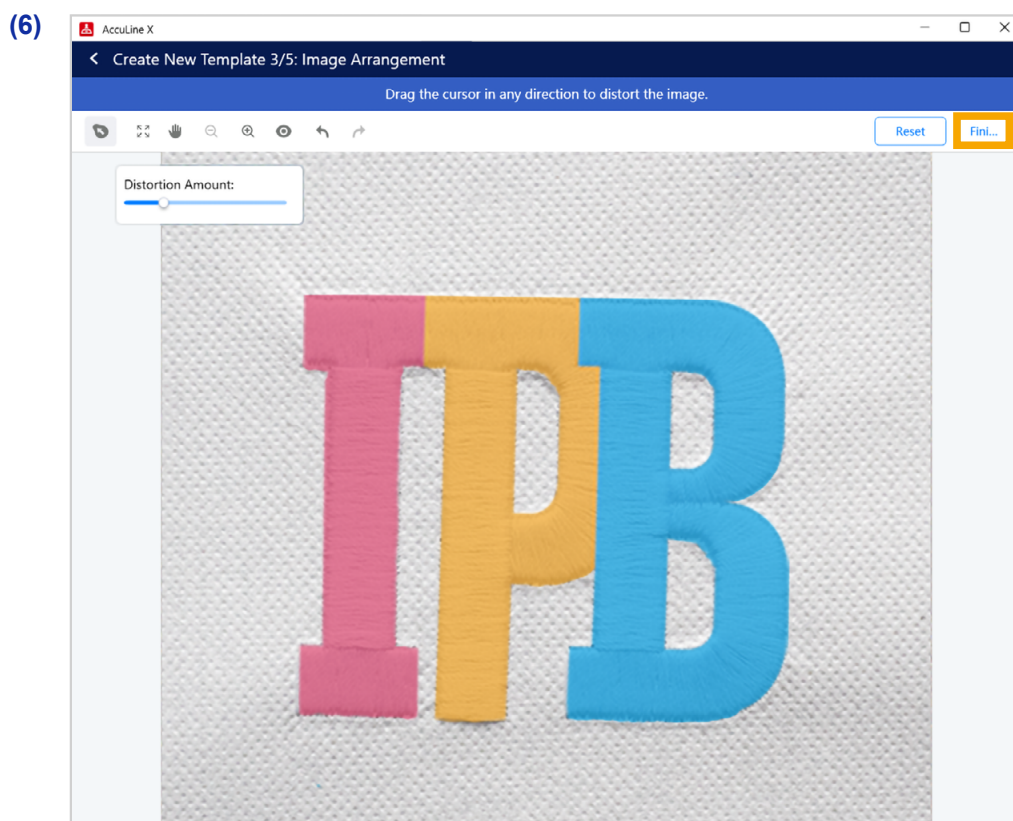 (6)
AccuLine X
Create New Template 3/5: Image Arrangement
Drag the cursor in any direction to distort the image.
Reset
Fini...
Distortion Amount:
IPB